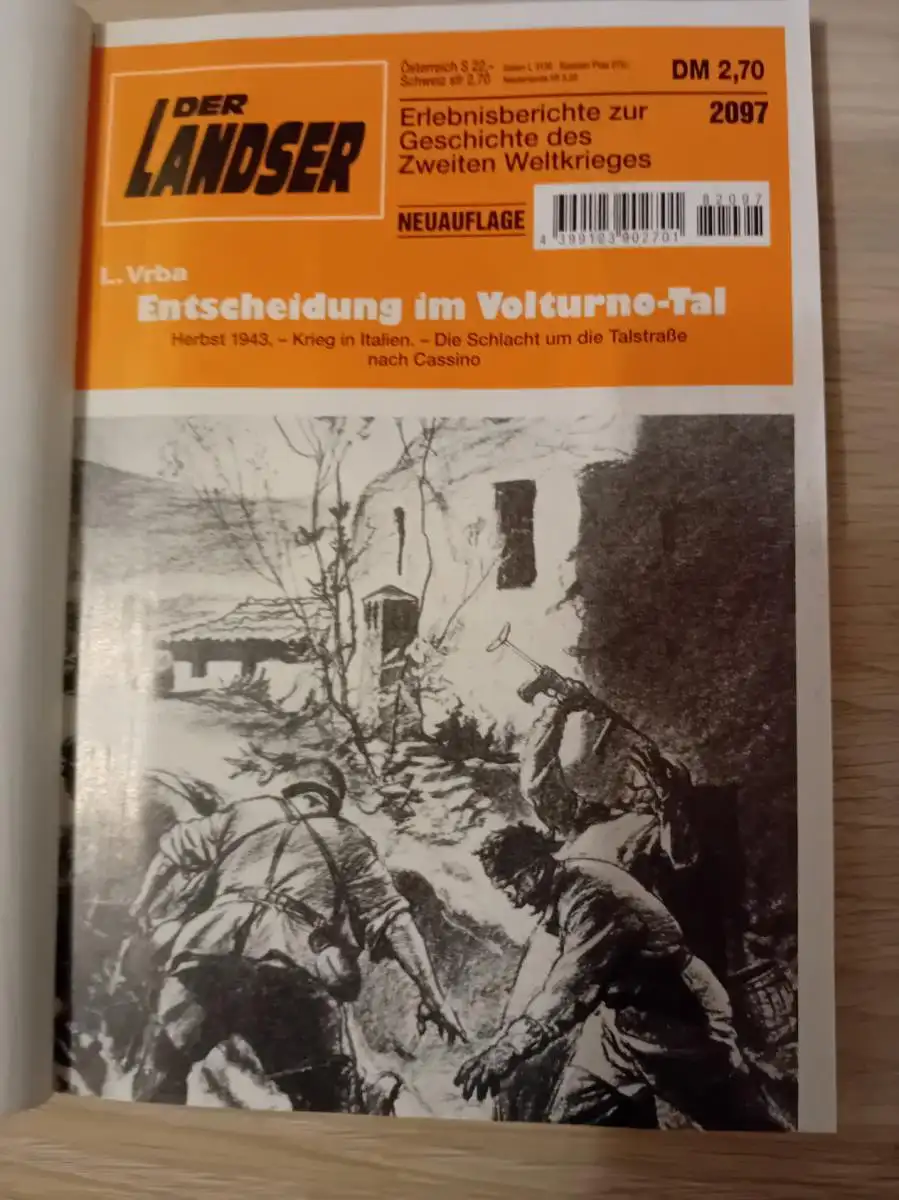 DER
LANDSER
Österreich S 22,-
Schweiz sfr 2,70
DM 2,70
Erlebnisberichte zur
Geschichte des
Zweiten Weltkrieges
2097
NEUAUFLAGE
82097
4 399103 902701
L. Vrba
Entscheidung im Volturno-Tal
Herbst 1943. – Krieg in Italien. – Die Schlacht um die Talstraße
nach Cassino